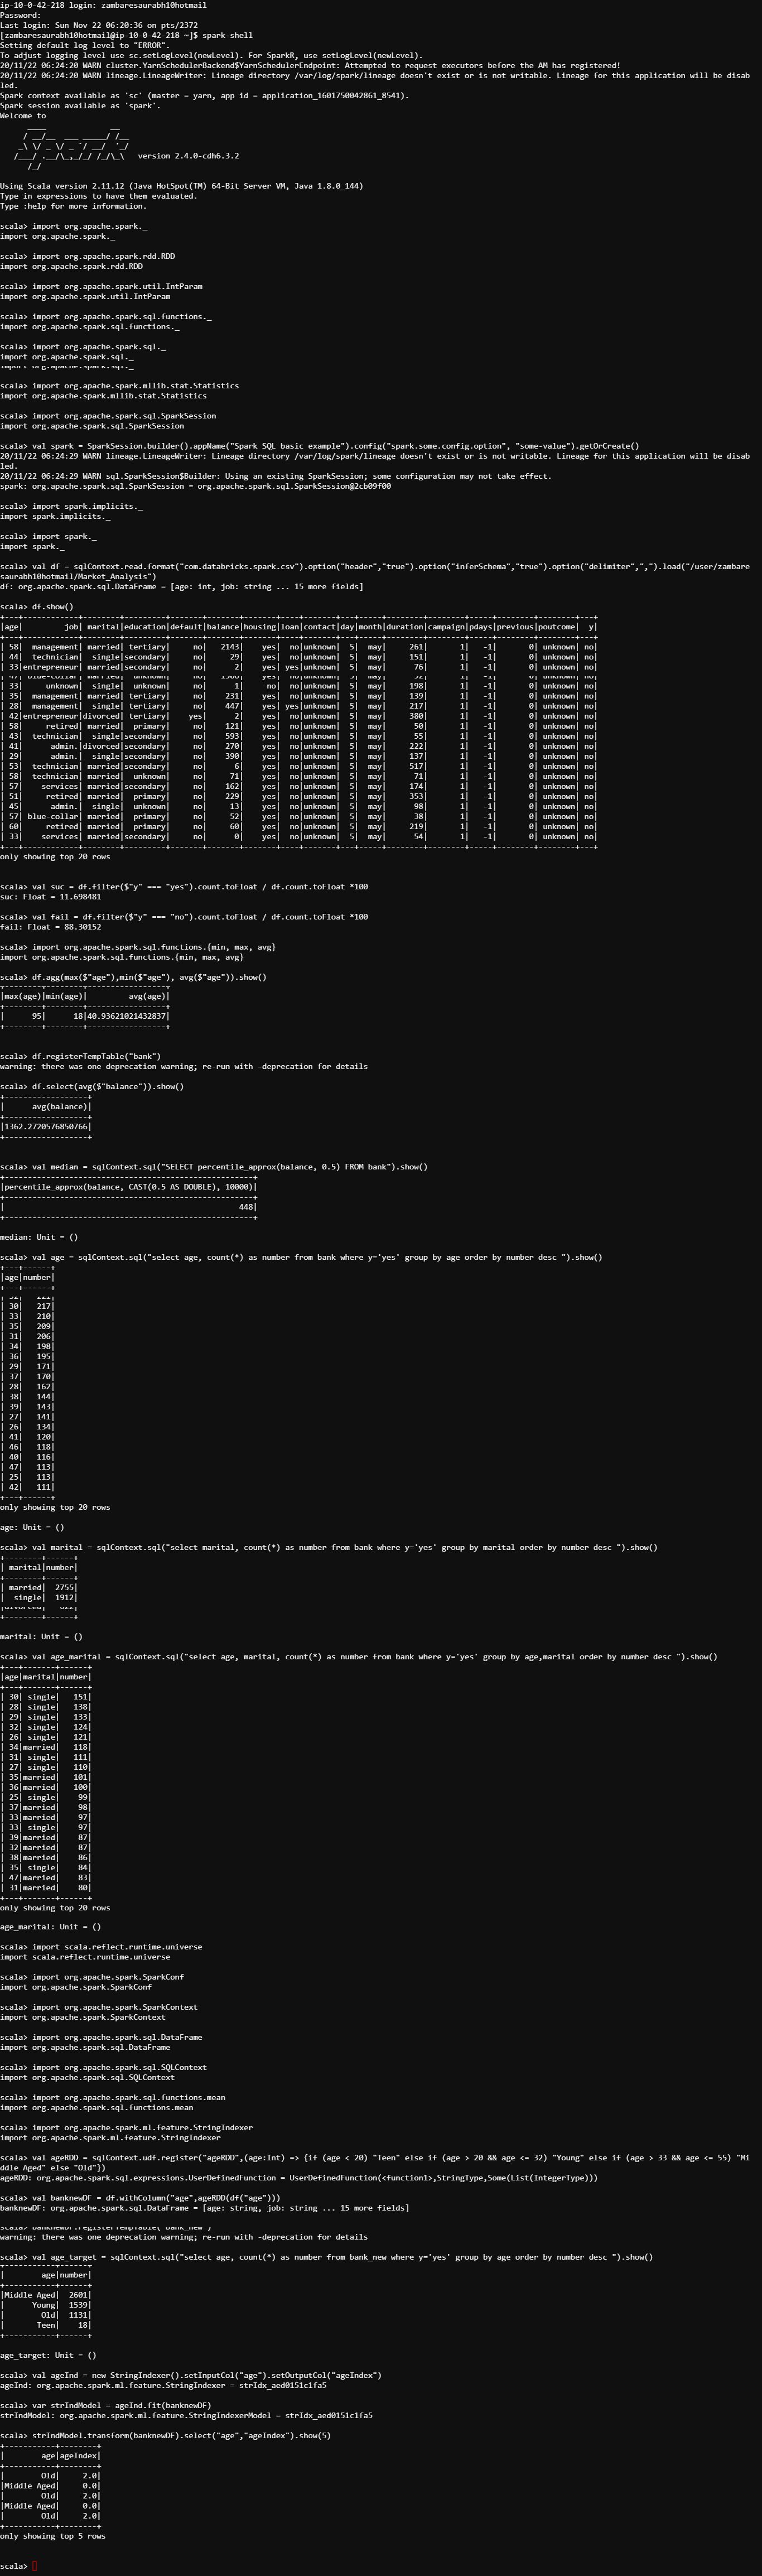 ip-10-0-42-218 login: zambaresaurabh10hotmail
Password:
Last login: Sun Nov 22 06:20:36 on pts/2372
[zambaresaurabh10hotmail@ip-10-0-42-218 ~]$ spark-shell
Setting default log level to "ERROR".
To adjust logging level use sc.setLogLevel(newLevel). For SparkR, use setLogLevel(newLevel).
20/11/22 06:24:20 WARN cluster.YarnSchedulerBackend$YarnSchedulerEndpoint: Attempted to request executors before the AM has registered!
20/11/22 06:24:20 WARN lineage.LineageWriter: Lineage directory /var/log/spark/lineage doesn't exist or is not writable. Lineage for this application will be disab
led.
Spark context available as 'sc' (master = yarn, app id = application_1601750042861_8541).
Spark session available as 'spark'.
Welcome to
      ____              __
     / __/__  ___ _____/ /__
    _\ \/ _ \/ _ `/ __/  '_/
   /___/ .__/\_,_/_/ /_/\_\   version 2.4.0-cdh6.3.2
      /_/
Using Scala version 2.11.12 (Java HotSpot(TM) 64-Bit Server VM, Java 1.8.0_144)
Type in expressions to have them evaluated.
Type :help for more information.
scala> import org.apache.spark._
import org.apache.spark._
scala> import org.apache.spark.rdd.RDD
import org.apache.spark.rdd.RDD
scala> import org.apache.spark.util.IntParam
import org.apache.spark.util.IntParam
scala> import org.apache.spark.sql.functions._
import org.apache.spark.sql.functions._
scala> import org.apache.spark.sql._
import org.apache.spark.sql._
import org.apache.spark.sql._
scala> import org.apache.spark.mllib.stat.Statistics
import org.apache.spark.mllib.stat.Statistics
scala> import org.apache.spark.sql.SparkSession
import org.apache.spark.sql.SparkSession
scala> val spark = SparkSession.builder().appName("Spark SQL basic example").config("spark.some.config.option", "some-value").getOrCreate()
20/11/22 06:24:29 WARN lineage.LineageWriter: Lineage directory /var/log/spark/lineage doesn't exist or is not writable. Lineage for this application will be disab
led.
20/11/22 06:24:29 WARN sql.SparkSession$Builder: Using an existing SparkSession; some configuration may not take effect.
spark: org.apache.spark.sql.SparkSession = org.apache.spark.sql.SparkSession@2cb09f00
scala> import spark.implicits._
import spark.implicits._
scala> import spark._
import spark._
scala> val df = sqlContext.read.format("com.databricks.spark.csv").option("header","true").option("inferSchema","true").option("delimiter",",").load("/user/zambare
saurabh10hotmail/Market_Analysis")
df: org.apache.spark.sql.DataFrame = [age: int, job: string ... 15 more fields]
scala> df.show()
+---+------------+--------+---------+-------+-------+-------+----+-------+---+-----+--------+--------+-----+--------+--------+---+
|age|         job| marital|education|default|balance|housing|loan|contact|day|month|duration|campaign|pdays|previous|poutcome|  y|
+---+------------+--------+---------+-------+-------+-------+----+-------+---+-----+--------+--------+-----+--------+--------+---+
| 58|  management| married| tertiary|     no|   2143|    yes|  no|unknown|  5|  may|     261|       1|   -1|       0| unknown| no|
| 44|  technician|  single|secondary|     no|     29|    yes|  no|unknown|  5|  may|     151|       1|   -1|       0| unknown| no|
| 33|entrepreneur| married|secondary|     no|      2|    yes| yes|unknown|  5|  may|      76|       1|   -1|       0| unknown| no|
| 47| blue-collar| married|  unknown|     no|   1506|    yes|  no|unknown|  5|  may|      92|       1|   -1|       0| unknown| no|
| 33|     unknown|  single|  unknown|     no|      1|     no|  no|unknown|  5|  may|     198|       1|   -1|       0| unknown| no|
| 35|  management| married| tertiary|     no|    231|    yes|  no|unknown|  5|  may|     139|       1|   -1|       0| unknown| no|
| 28|  management|  single| tertiary|     no|    447|    yes| yes|unknown|  5|  may|     217|       1|   -1|       0| unknown| no|
| 42|entrepreneur|divorced| tertiary|    yes|      2|    yes|  no|unknown|  5|  may|     380|       1|   -1|       0| unknown| no|
| 58|     retired| married|  primary|     no|    121|    yes|  no|unknown|  5|  may|      50|       1|   -1|       0| unknown| no|
| 43|  technician|  single|secondary|     no|    593|    yes|  no|unknown|  5|  may|      55|       1|   -1|       0| unknown| no|
| 41|      admin.|divorced|secondary|     no|    270|    yes|  no|unknown|  5|  may|     222|       1|   -1|       0| unknown| no|
| 29|      admin.|  single|secondary|     no|    390|    yes|  no|unknown|  5|  may|     137|       1|   -1|       0| unknown| no|
| 53|  technician| married|secondary|     no|      6|    yes|  no|unknown|  5|  may|     517|       1|   -1|       0| unknown| no|
| 58|  technician| married|  unknown|     no|     71|    yes|  no|unknown|  5|  may|      71|       1|   -1|       0| unknown| no|
| 57|    services| married|secondary|     no|    162|    yes|  no|unknown|  5|  may|     174|       1|   -1|       0| unknown| no|
| 51|     retired| married|  primary|     no|    229|    yes|  no|unknown|  5|  may|     353|       1|   -1|       0| unknown| no|
| 45|      admin.|  single|  unknown|     no|     13|    yes|  no|unknown|  5|  may|      98|       1|   -1|       0| unknown| no|
| 57| blue-collar| married|  primary|     no|     52|    yes|  no|unknown|  5|  may|      38|       1|   -1|       0| unknown| no|
| 60|     retired| married|  primary|     no|     60|    yes|  no|unknown|  5|  may|     219|       1|   -1|       0| unknown| no|
| 33|    services| married|secondary|     no|      0|    yes|  no|unknown|  5|  may|      54|       1|   -1|       0| unknown| no|
+---+------------+--------+---------+-------+-------+-------+----+-------+---+-----+--------+--------+-----+--------+--------+---+
only showing top 20 rows
scala> val suc = df.filter($"y" === "yes").count.toFloat / df.count.toFloat *100
suc: Float = 11.698481
scala> val fail = df.filter($"y" === "no").count.toFloat / df.count.toFloat *100
fail: Float = 88.30152
scala> import org.apache.spark.sql.functions.{min, max, avg}
import org.apache.spark.sql.functions.{min, max, avg}
scala> df.agg(max($"age"),min($"age"), avg($"age")).show()
+--------+--------+-----------------+
|max(age)|min(age)|         avg(age)|
+--------+--------+-----------------+
|      95|      18|40.93621021432837|
+--------+--------+-----------------+
scala> df.registerTempTable("bank")
warning: there was one deprecation warning; re-run with -deprecation for details
scala> df.select(avg($"balance")).show()
+------------------+
|      avg(balance)|
+------------------+
|1362.2720576850766|
+------------------+
scala> val median = sqlContext.sql("SELECT percentile_approx(balance, 0.5) FROM bank").show()
+------------------------------------------------------+
|percentile_approx(balance, CAST(0.5 AS DOUBLE), 10000)|
+------------------------------------------------------+
|                                                   448|
+------------------------------------------------------+
median: Unit = ()
scala> val age = sqlContext.sql("select age, count(*) as number from bank where y='yes' group by age order by number desc ").show()
+---+------+
|age|number|
+---+------+
| 32|   221|
| 30|   217|
| 33|   210|
| 35|   209|
| 31|   206|
| 34|   198|
| 36|   195|
| 29|   171|
| 37|   170|
| 28|   162|
| 38|   144|
| 39|   143|
| 27|   141|
| 26|   134|
| 41|   120|
| 46|   118|
| 40|   116|
| 47|   113|
| 25|   113|
| 42|   111|
+---+------+
only showing top 20 rows
age: Unit = ()
scala> val marital = sqlContext.sql("select marital, count(*) as number from bank where y='yes' group by marital order by number desc ").show()
+--------+------+
| marital|number|
+--------+------+
| married|  2755|
|  single|  1912|
|divorced|   622|
+--------+------+
marital: Unit = ()
scala> val age_marital = sqlContext.sql("select age, marital, count(*) as number from bank where y='yes' group by age,marital order by number desc ").show()
+---+-------+------+
|age|marital|number|
+---+-------+------+
| 30| single|   151|
| 28| single|   138|
| 29| single|   133|
| 32| single|   124|
| 26| single|   121|
| 34|married|   118|
| 31| single|   111|
| 27| single|   110|
| 35|married|   101|
| 36|married|   100|
| 25| single|    99|
| 37|married|    98|
| 33|married|    97|
| 33| single|    97|
| 39|married|    87|
| 32|married|    87|
| 38|married|    86|
| 35| single|    84|
| 47|married|    83|
| 31|married|    80|
+---+-------+------+
only showing top 20 rows
age_marital: Unit = ()
scala> import scala.reflect.runtime.universe
import scala.reflect.runtime.universe
scala> import org.apache.spark.SparkConf
import org.apache.spark.SparkConf
scala> import org.apache.spark.SparkContext
import org.apache.spark.SparkContext
scala> import org.apache.spark.sql.DataFrame
import org.apache.spark.sql.DataFrame
scala> import org.apache.spark.sql.SQLContext
import org.apache.spark.sql.SQLContext
scala> import org.apache.spark.sql.functions.mean
import org.apache.spark.sql.functions.mean
scala> import org.apache.spark.ml.feature.StringIndexer
import org.apache.spark.ml.feature.StringIndexer
scala> val ageRDD = sqlContext.udf.register("ageRDD",(age:Int) => {if (age < 20) "Teen" else if (age > 20 && age <= 32) "Young" else if (age > 33 && age <= 55) "Mi
ddle Aged" else "Old"})
ageRDD: org.apache.spark.sql.expressions.UserDefinedFunction = UserDefinedFunction(<function1>,StringType,Some(List(IntegerType)))
scala> val banknewDF = df.withColumn("age",ageRDD(df("age")))
banknewDF: org.apache.spark.sql.DataFrame = [age: string, job: string ... 15 more fields]
scala> banknewDF.registerTempTable("bank_new")
warning: there was one deprecation warning; re-run with -deprecation for details
scala> val age_target = sqlContext.sql("select age, count(*) as number from bank_new where y='yes' group by age order by number desc ").show()
+-----------+------+
|        age|number|
+-----------+------+
|Middle Aged|  2601|
|      Young|  1539|
|        Old|  1131|
|       Teen|    18|
+-----------+------+
age_target: Unit = ()
scala> val ageInd = new StringIndexer().setInputCol("age").setOutputCol("ageIndex")
ageInd: org.apache.spark.ml.feature.StringIndexer = strIdx_aed0151c1fa5
scala> var strIndModel = ageInd.fit(banknewDF)
strIndModel: org.apache.spark.ml.feature.StringIndexerModel = strIdx_aed0151c1fa5
scala> strIndModel.transform(banknewDF).select("age","ageIndex").show(5)
+-----------+--------+
|        age|ageIndex|
+-----------+--------+
|        Old|     2.0|
|Middle Aged|     0.0|
|        Old|     2.0|
|Middle Aged|     0.0|
|        Old|     2.0|
+-----------+--------+
only showing top 5 rows
scala>